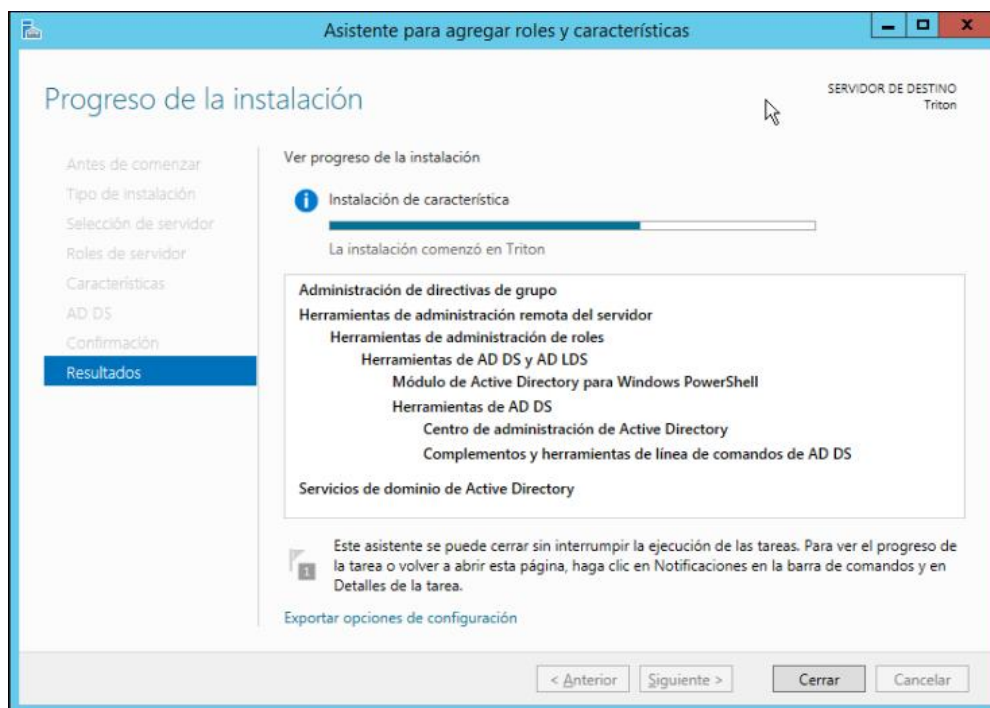 Asistente para agregar roles y características
Progreso de la instalación
SERVIDOR DE DESTINO
Triton
Antes de comenzar
Tipo de instalación
Selección de servidor
Roles de servidor
Características
AD DS
Confirmación
Resultados
Ver progreso de la instalación
Instalación de característica
La instalación comenzó en Triton
Administración de directivas de grupo
Herramientas de administración remota del servidor
Herramientas de administración de roles
Herramientas de AD DS y AD LDS
Módulo de Active Directory para Windows PowerShell
Herramientas de AD DS
Centro de administración de Active Directory
Complementos y herramientas de línea de comandos de AD DS
Servicios de dominio de Active Directory
1
Este asistente se puede cerrar sin interrumpir la ejecución de las tareas. Para ver el progreso de
la tarea o volver a abrir esta página, haga clic en Notificaciones en la barra de comandos y en
Detalles de la tarea.
Exportar opciones de configuración
< Anterior
Siguiente >
Cerrar
Cancelar